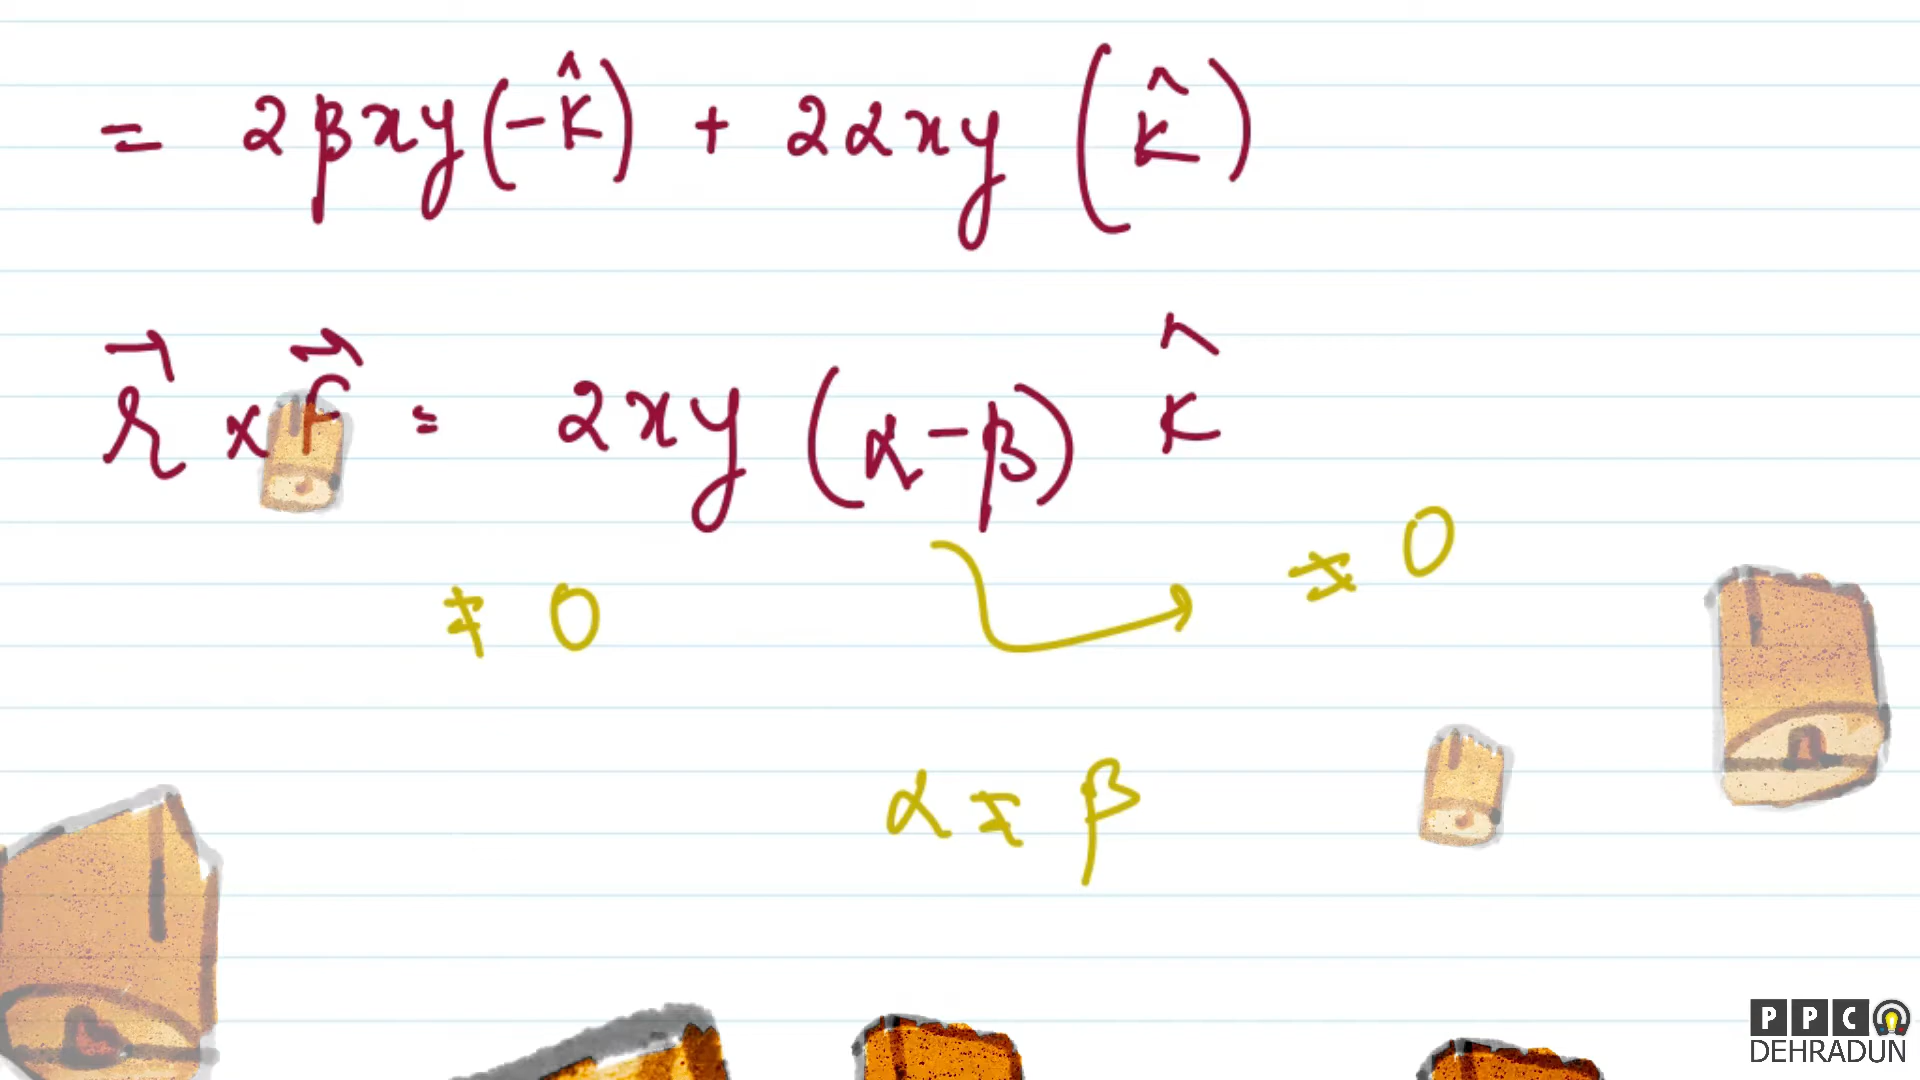 = 2βxy(-k̂) + 2αxy (k̂)
r⃗ × F⃗ = 2xy (α-β) k̂
≠ 0
≠ 0
α ≠ β
PPC
DEHRADUN